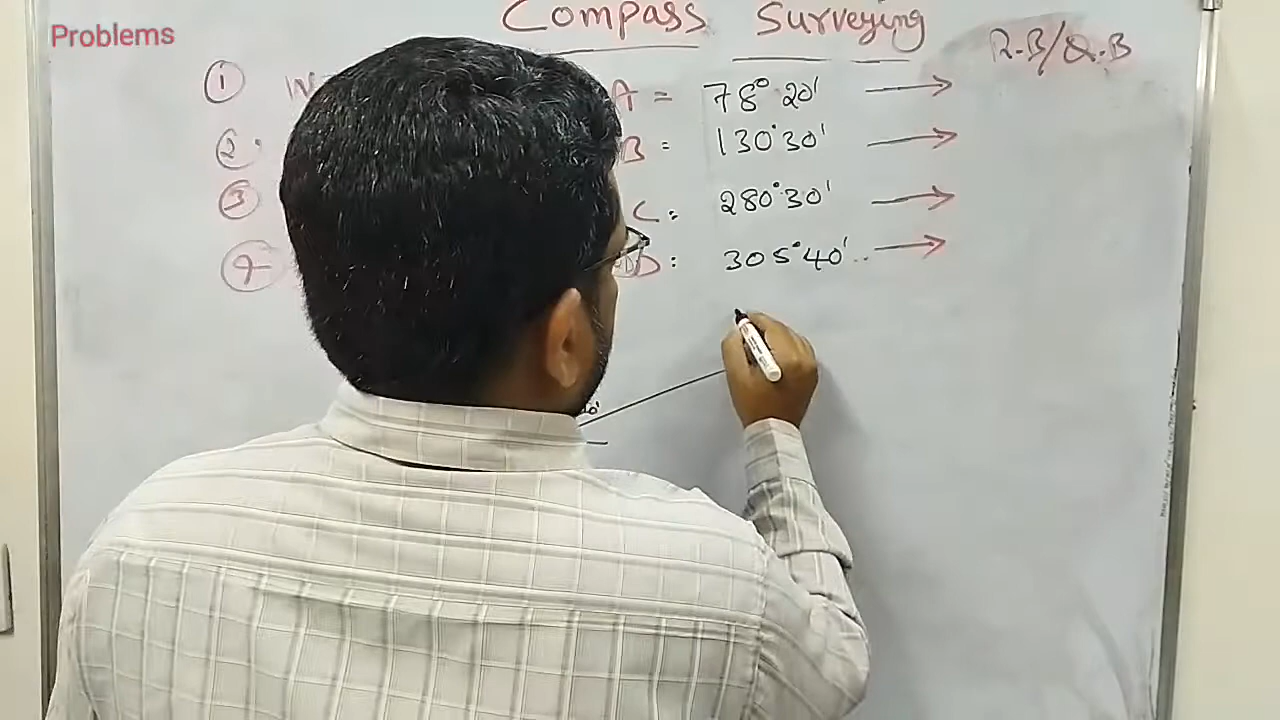 Problems
Compass Surveying
R.B/Q.B
① A = 78°20' →
②. B : 130°30' →
③ C : 280°30' →
④ D : 305°40' →